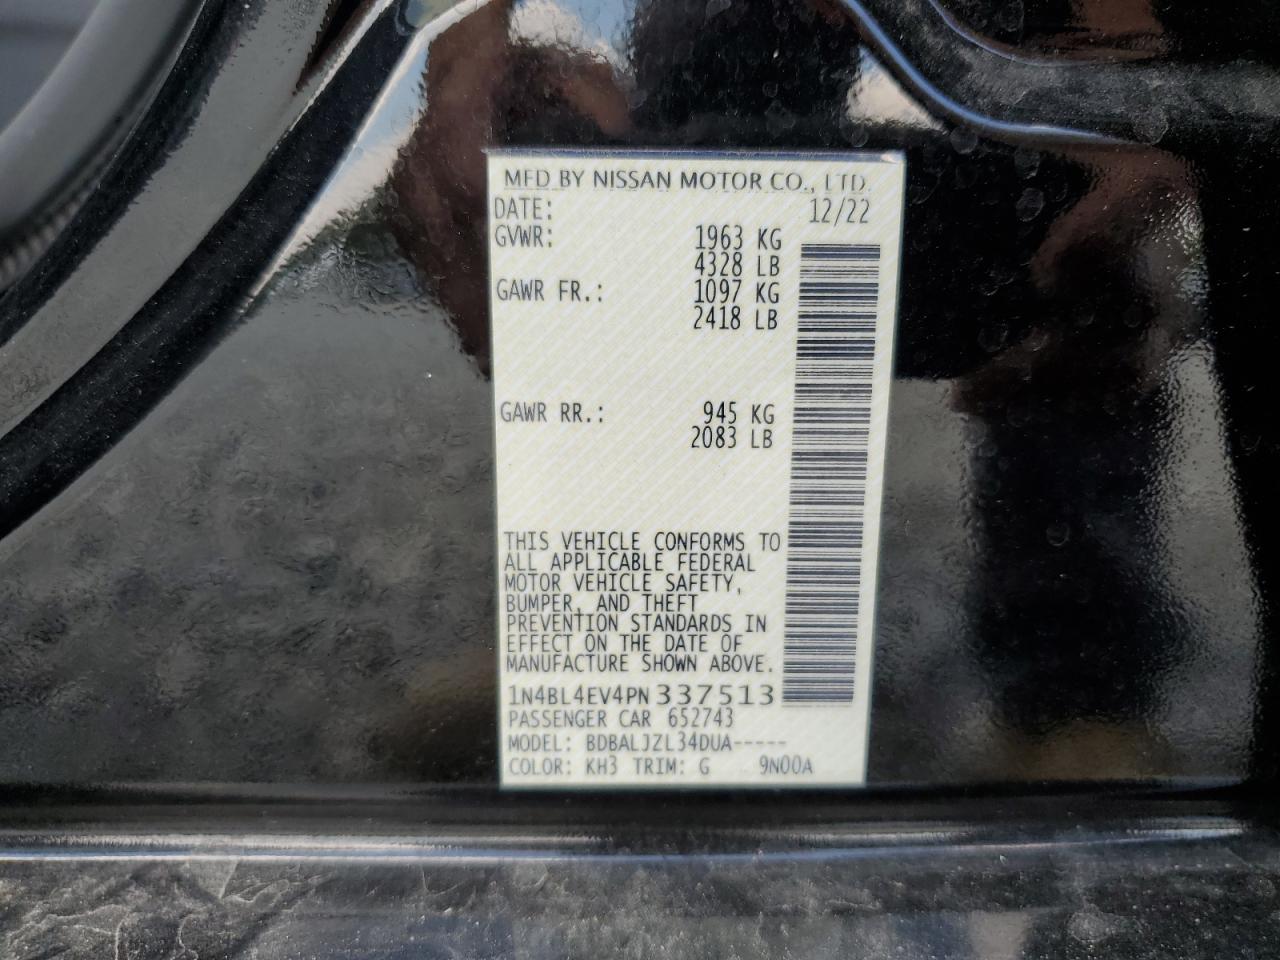 MFD BY NISSAN MOTOR CO., LTD.
DATE: 12/22
GVWR: 1963 KG
4328 LB
GAWR FR.: 1097 KG
2418 LB
GAWR RR.: 945 KG
2083 LB
THIS VEHICLE CONFORMS TO
ALL APPLICABLE FEDERAL
MOTOR VEHICLE SAFETY,
BUMPER, AND THEFT
PREVENTION STANDARDS IN
EFFECT ON THE DATE OF
MANUFACTURE SHOWN ABOVE.
1N4BL4EV4PN337513
PASSENGER CAR 652743
MODEL: BDBALJZL34DUA-----
COLOR: KH3 TRIM: G 9N00A